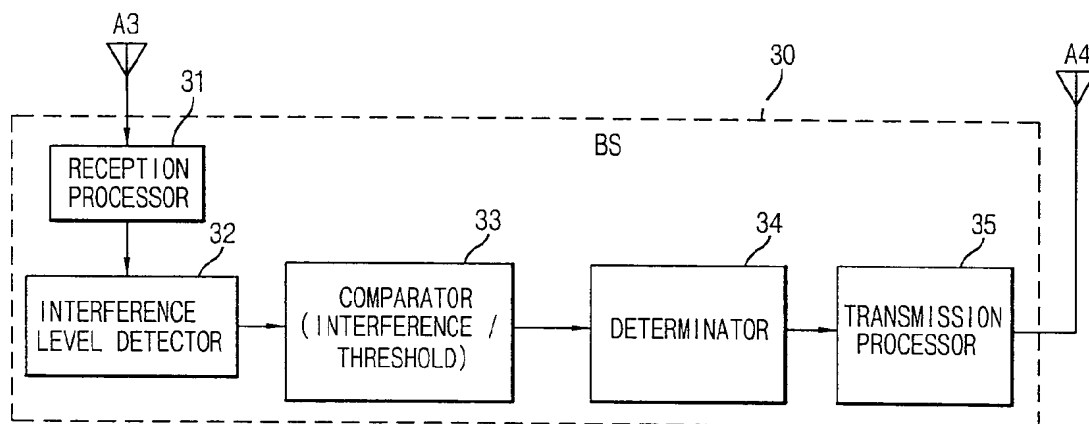 A3
A4
30
31
BS
RECEPTION
PROCESSOR
32
33
34
35
INTERFERENCE
LEVEL DETECTOR
COMPARATOR
(INTERFERENCE /
THRESHOLD)
DETERMINATOR
TRANSMISSION
PROCESSOR